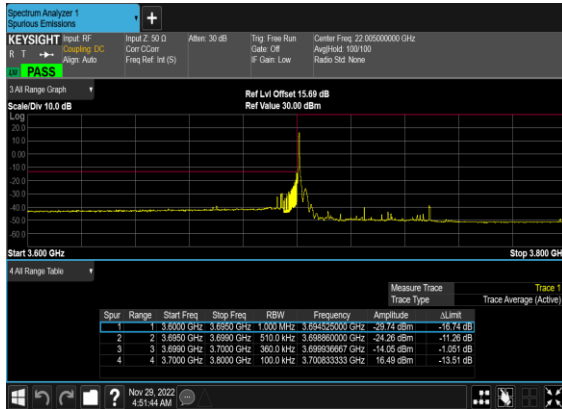 Spectrum Analyzer 1
Spurious Emissions
+
KEYSIGHT Input: RF Input Z: 50 Ω Atten: 30 dB Trig: Free Run Center Freq: 22.005000000 GHz
R T Coupling: DC Corr CCorr Gate: Off Avg|Hold: 100/100
Align: Auto Freq Ref: Int (S) IF Gain: Low Radio Std: None
PASS
3 All Range Graph Ref Lvl Offset 15.69 dB
Scale/Div 10.0 dB Ref Value 30.00 dBm
Log
20.0
10.0
0.00
-10.0
-20.0
-30.0
-40.0
-50.0
-60.0
Start 3.600 GHz Stop 3.800 GH
4 All Range Table
Measure Trace Trace 1
Trace Type Trace Average (Active)
Spur Range Start Freq Stop Freq RBW Frequency Amplitude ΔLimit
1 1 3.6000 GHz 3.6950 GHz 1.000 MHz 3.694525000 GHz -29.74 dBm -16.74 dB
2 2 3.6950 GHz 3.6990 GHz 510.0 kHz 3.698860000 GHz -24.26 dBm -11.26 dB
3 3 3.6990 GHz 3.7000 GHz 360.0 kHz 3.699936667 GHz -14.05 dBm -1.051 dB
4 4 3.7000 GHz 3.8000 GHz 100.0 kHz 3.700833333 GHz 16.49 dBm -13.51 dB
? Nov 29, 2022
4:51:44 AM